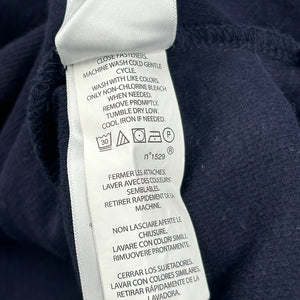 CLOSE FASTENERS.
MACHINE WASH COLD GENTLE
CYCLE.
WASH WITH LIKE COLORS.
ONLY NON-CHLORINE BLEACH
WHEN NEEDED.
REMOVE PROMPTLY.
TUMBLE DRY LOW.
COOL IRON IF NEEDED.
30 P
n°1529 ®
FERMER LES ATTACHES.
LAVER AVEC DES COULEURS
SEMBLABLES.
RETIRER RAPIDEMENT DE LA
MACHINE.
NON LASCIARE APERTE LE
CHIUSURE.
LAVARE CON COLORI SIMILI.
RIMUOVERE
CERRAR LOS SUJETADORES.
LAVAR CON COLORES SIMILARES.
RETIRAR RAPIDAMENTE DE LA
LAVADORA.